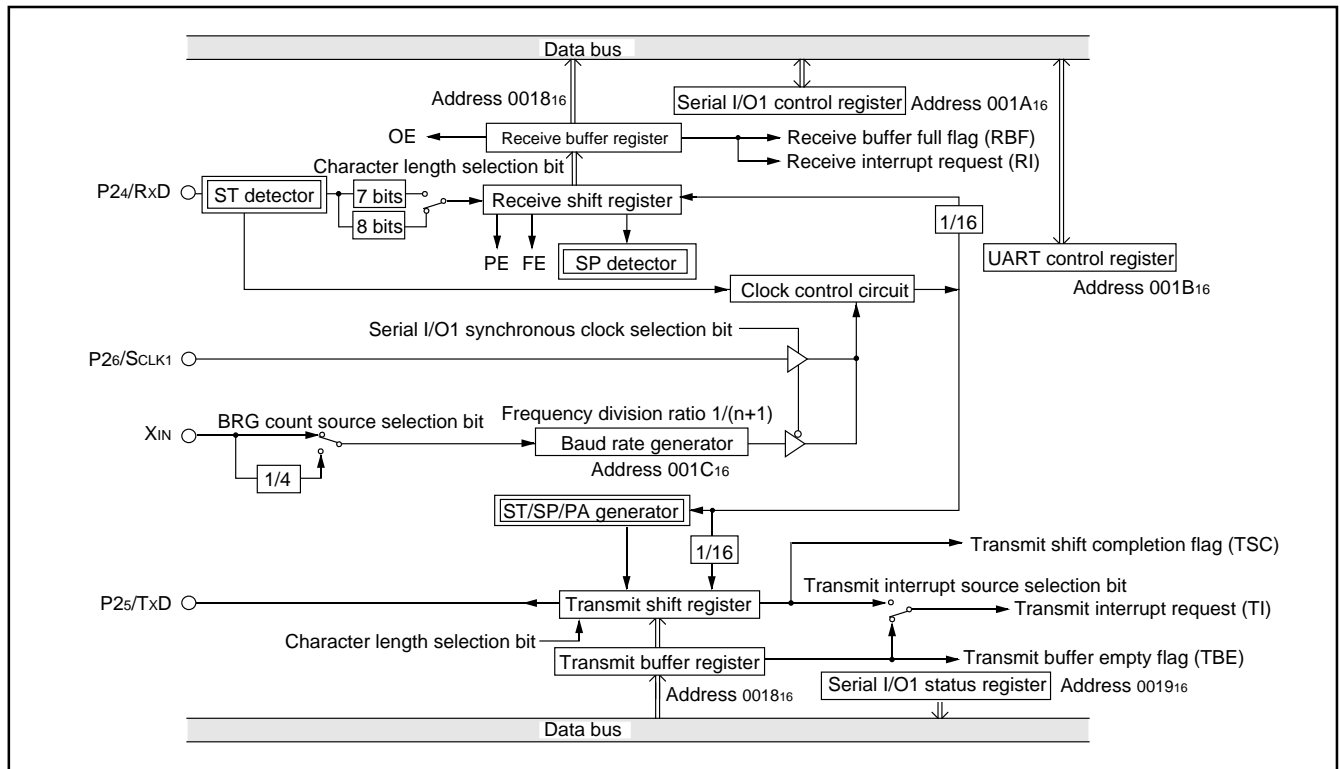 Data bus
Address 001816
Serial I/O1 control register Address 001A16
OE
Receive buffer register
Receive buffer full flag (RBF)
Receive interrupt request (RI)
Character length selection bit
P24/RXD
ST detector
7 bits
8 bits
Receive shift register
1/16
PE FE
SP detector
UART control register
Address 001B16
Clock control circuit
Serial I/O1 synchronous clock selection bit
P26/SCLK1
XIN
BRG count source selection bit
Frequency division ratio 1/(n+1)
Baud rate generator
Address 001C16
1/4
ST/SP/PA generator
1/16
Transmit shift completion flag (TSC)
Transmit interrupt source selection bit
P25/TXD
Transmit shift register
Transmit interrupt request (TI)
Character length selection bit
Transmit buffer register
Transmit buffer empty flag (TBE)
Address 001816
Serial I/O1 status register Address 001916
Data bus